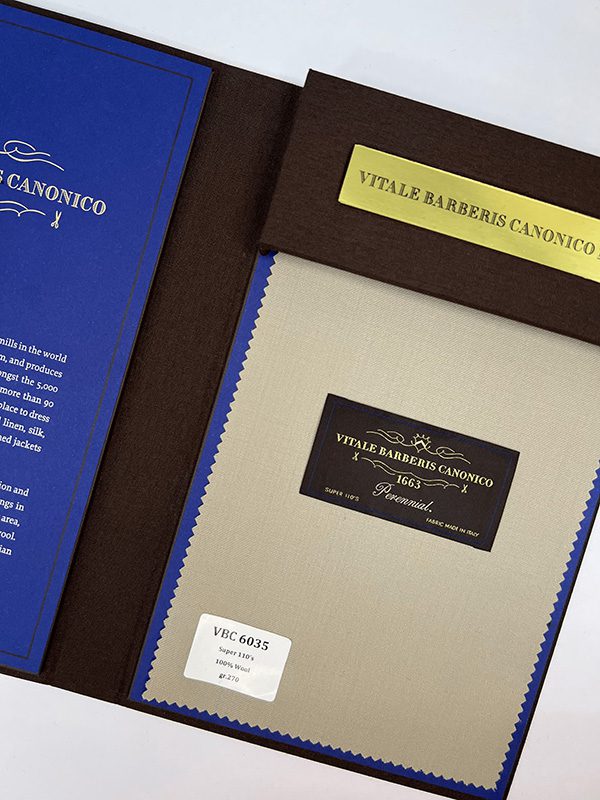 S CANONICO
mills in the world
, and produces
ngst the 5,000
more than 90
place to dress
linen, silk,
ned jackets
ion and
ngs in
area,
ool.
ian
VITALE BARBERIS CANONICO
VITALE BARBERIS CANONICO
1663
Perennial.
SUPER 110'S
FABRIC MADE IN ITALY
VBC 6035
Super 110's
100% Wool
gr.270